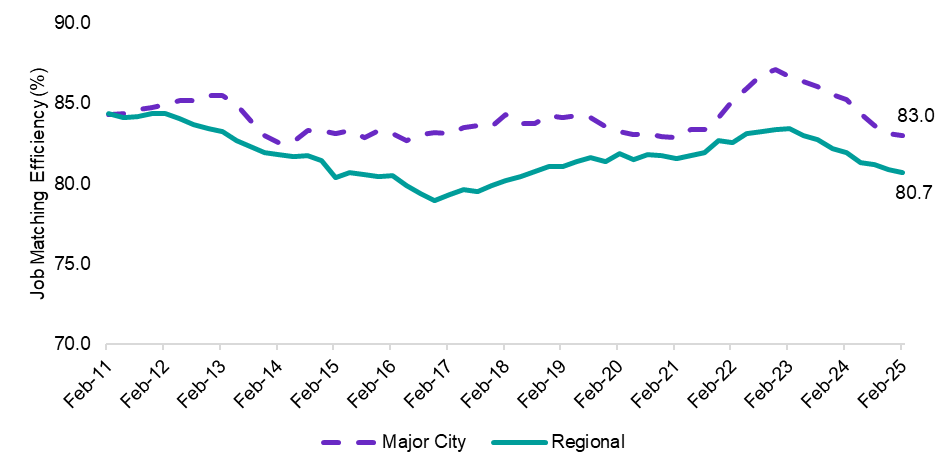 Job Matching Efficiency (%)
90.0
85.0
80.0
75.0
70.0
83.0
80.7
Feb-11
Feb-12
Feb-13
Feb-14
Feb-15
Feb-16
Feb-17
Feb-18
Feb-19
Feb-20
Feb-21
Feb-22
Feb-23
Feb-24
Feb-25
Major City
Regional